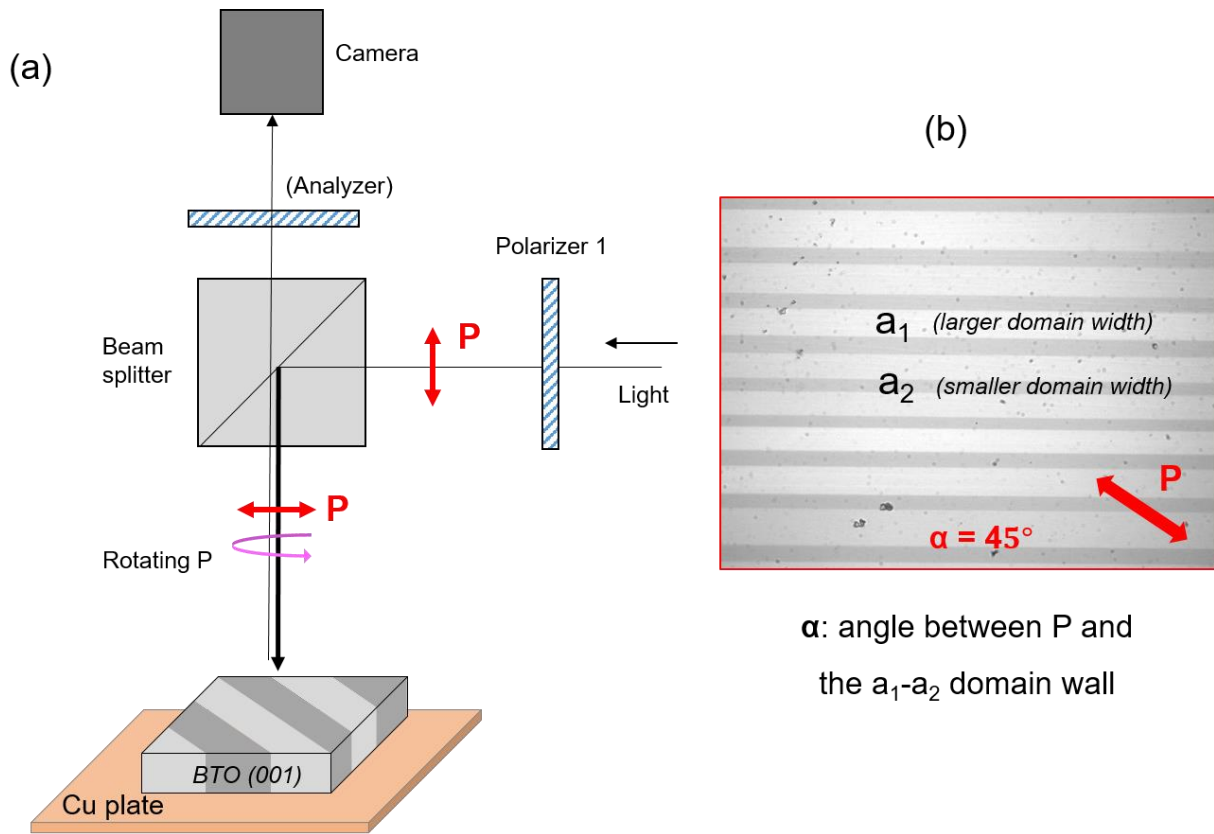 (a)
Camera
(Analyzer)
Polarizer 1
Beam
splitter
P
Light
P
Rotating P
BTO (001)
Cu plate
(b)
a₁ (larger domain width)
a₂ (smaller domain width)
P
α = 45°
α: angle between P and
the a₁-a₂ domain wall